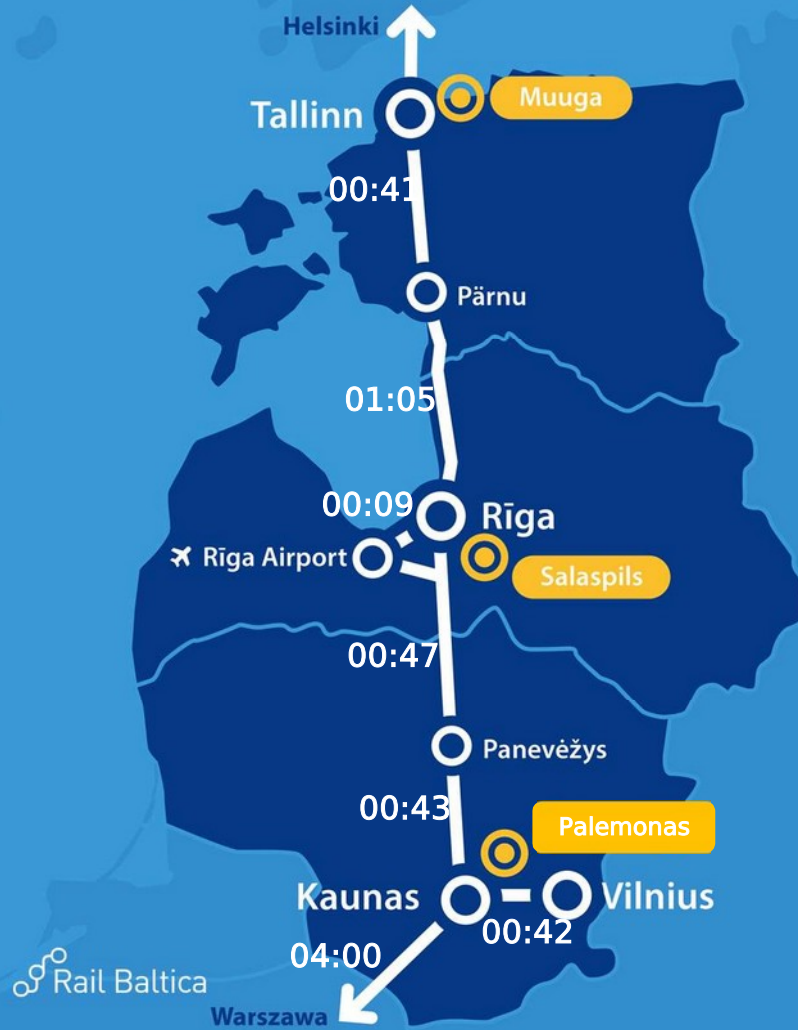 Helsinki
Tallinn
Muuga
00:41
Pärnu
01:05
00:09
Rīga
Rīga Airport
Salaspils
00:47
Panevėžys
00:43
Palemonas
Kaunas
Vilnius
00:42
04:00
Rail Baltica
Warszawa